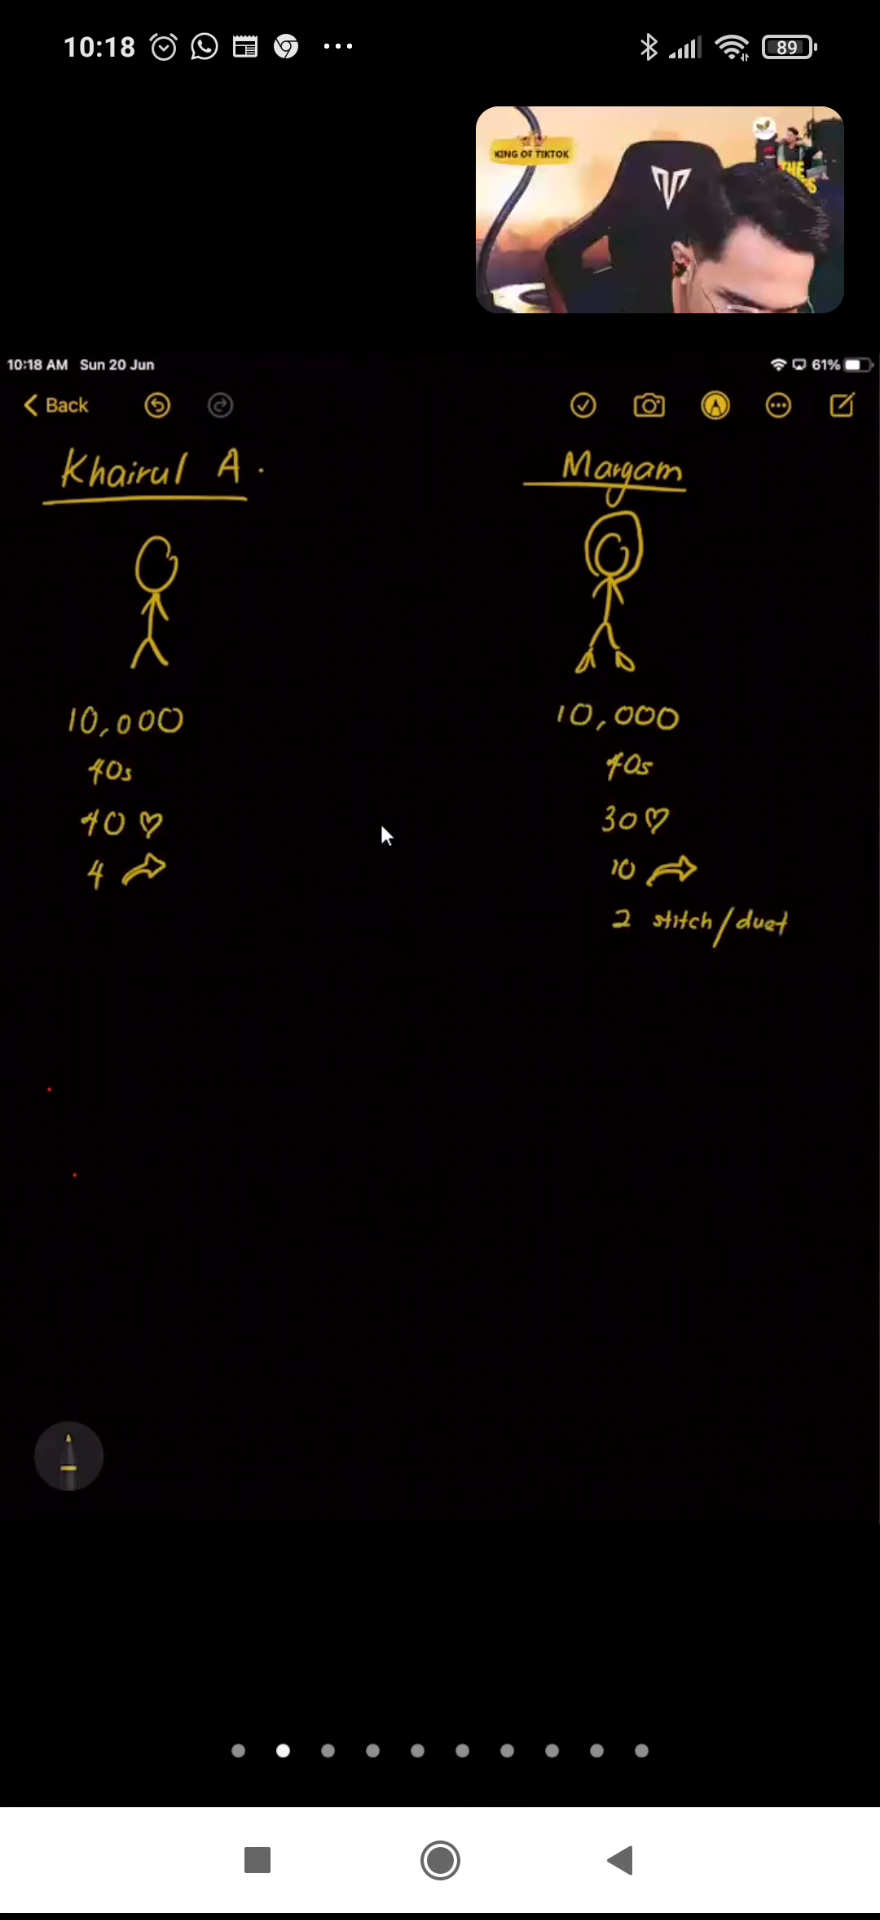 10:18
89
KING OF TIKTOK
THE
10:18 AM Sun 20 Jun
61%
Back
Khairul A.
Maryam
10,000
10,000
40s
40s
40
30
4
10
2 stitch/duet